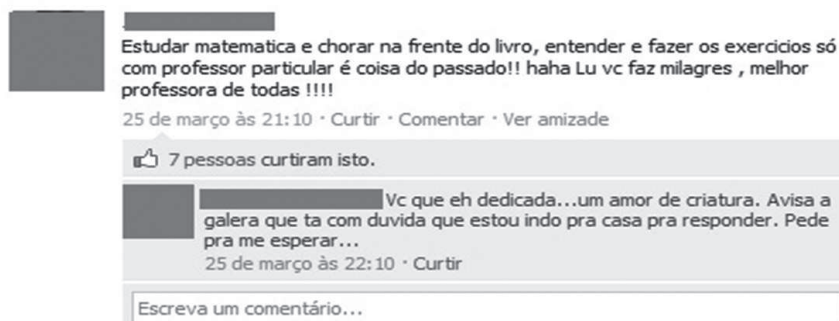 Estudar matematica e chorar na frente do livro, entender e fazer os exercicios só
com professor particular é coisa do passado!! haha Lu vc faz milagres , melhor
professora de todas !!!!
25 de março às 21:10 · Curtir · Comentar · Ver amizade
7 pessoas curtiram isto.
Vc que eh dedicada...um amor de criatura. Avisa a
galera que ta com duvida que estou indo pra casa pra responder. Pede
pra me esperar...
25 de março às 22:10 · Curtir
Escreva um comentário...